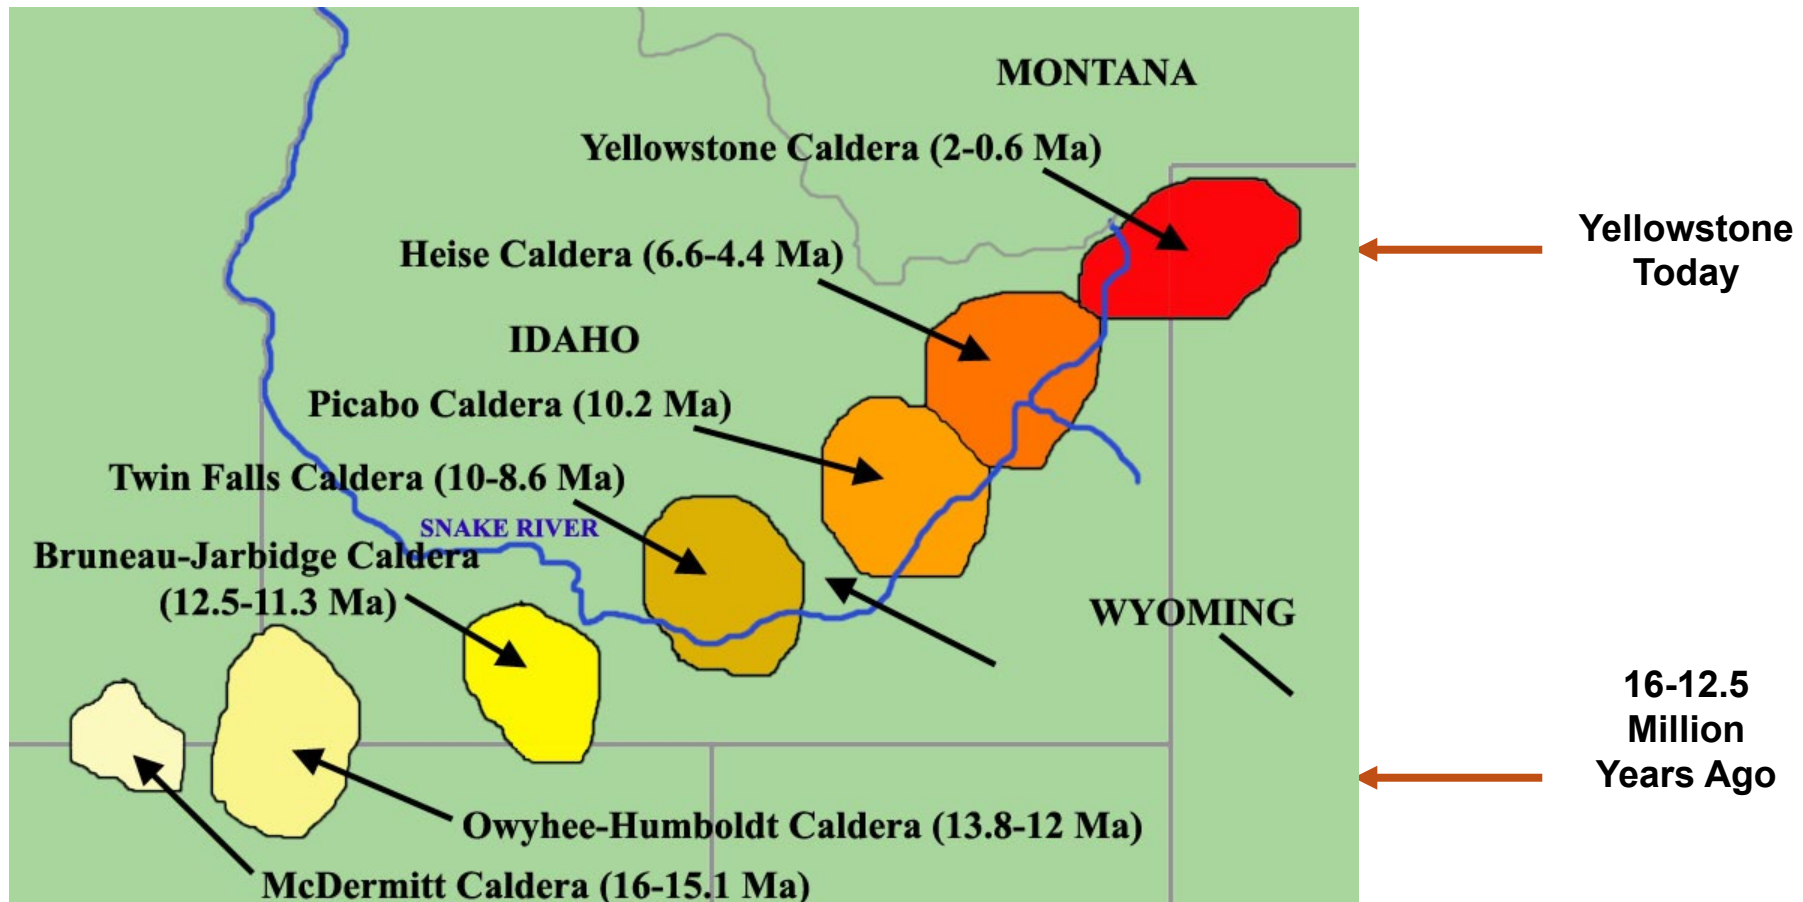 MONTANA
Yellowstone Caldera (2-0.6 Ma)
Yellowstone
Today
Heise Caldera (6.6-4.4 Ma)
IDAHO
Picabo Caldera (10.2 Ma)
Twin Falls Caldera (10-8.6 Ma)
SNAKE RIVER
Bruneau-Jarbidge Caldera
(12.5-11.3 Ma)
WYOMING
16-12.5
Million
Years Ago
Owyhee-Humboldt Caldera (13.8-12 Ma)
McDermitt Caldera (16-15.1 Ma)